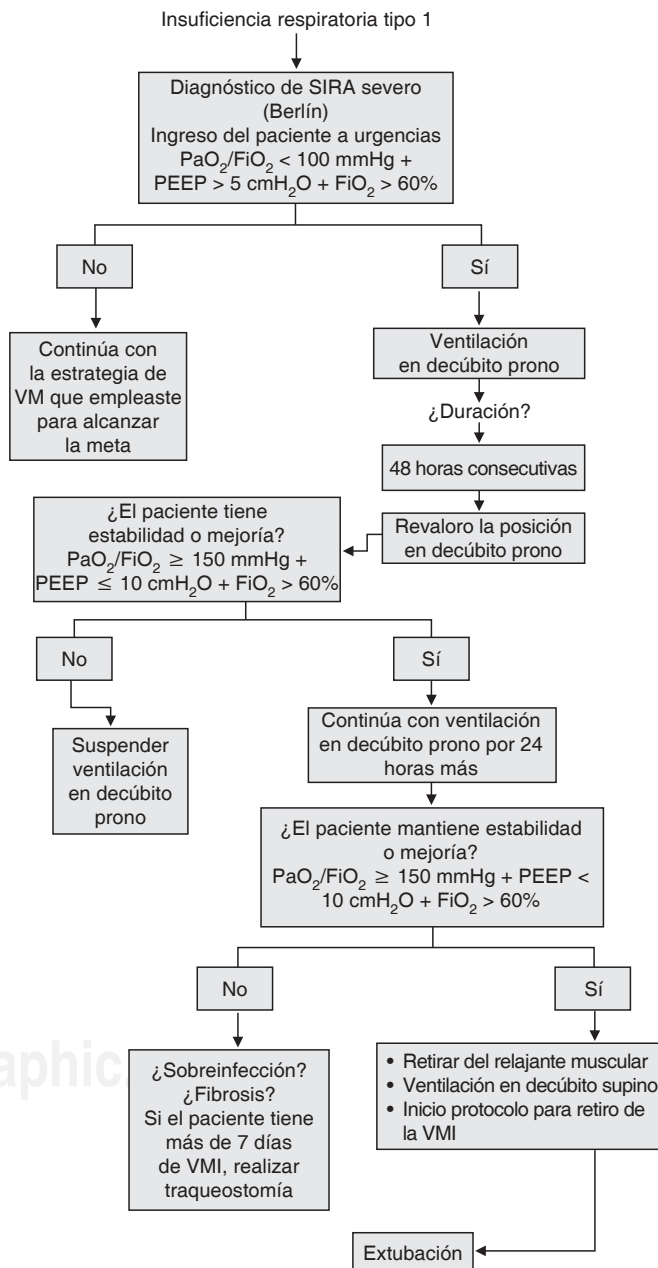 Insuficiencia respiratoria tipo 1
Diagnóstico de SIRA severo
(Berlín)
Ingreso del paciente a urgencias
PaO₂/FiO₂ < 100 mmHg +
PEEP > 5 cmH₂O + FiO₂ > 60%
No
Sí
Continúa con
la estrategia de
VM que empleaste
para alcanzar
la meta
Ventilación
en decúbito prono
¿Duración?
48 horas consecutivas
Revaloro la posición
en decúbito prono
¿El paciente tiene
estabilidad o mejoría?
PaO₂/FiO₂ ≥ 150 mmHg +
PEEP ≤ 10 cmH₂O + FiO₂ > 60%
No
Sí
Suspender
ventilación
en decúbito
prono
Continúa con ventilación
en decúbito prono por 24
horas más
¿El paciente mantiene estabilidad
o mejoría?
PaO₂/FiO₂ ≥ 150 mmHg + PEEP <
10 cmH₂O + FiO₂ > 60%
No
Sí
¿Sobreinfección?
¿Fibrosis?
Si el paciente tiene
más de 7 días
de VMI, realizar
traqueostomía
• Retirar del relajante muscular
• Ventilación en decúbito supino
• Inicio protocolo para retiro de
la VMI
Extubación
aphic.